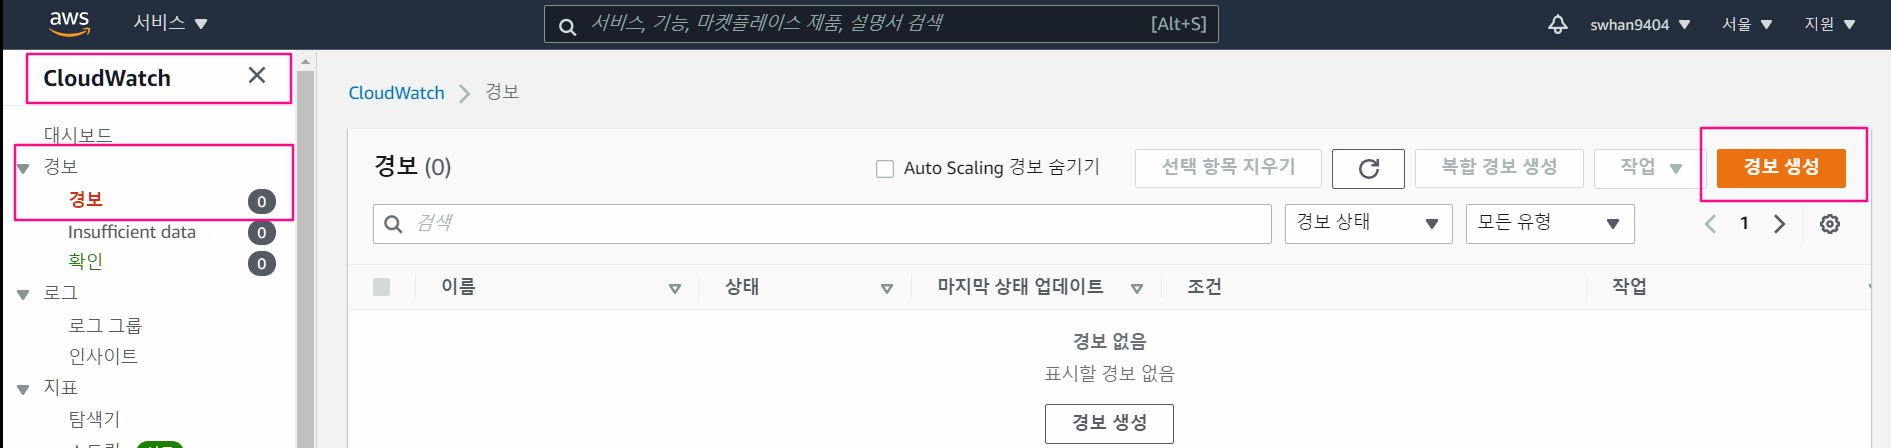 aws 서비스 서비스, 기능, 마켓플레이스 제품, 설명서 검색 [Alt+S] swhan9404 서울 지원
CloudWatch
대시보드
경보
경보 0
Insufficient data 0
확인 0
로그
로그 그룹
인사이트
지표
탐색기
CloudWatch 경보
경보 (0) Auto Scaling 경보 숨기기 선택 항목 지우기 복합 경보 생성 작업 경보 생성
검색 경보 상태 모든 유형 1
이름 상태 마지막 상태 업데이트 조건 작업
경보 없음
표시할 경보 없음
경보 생성